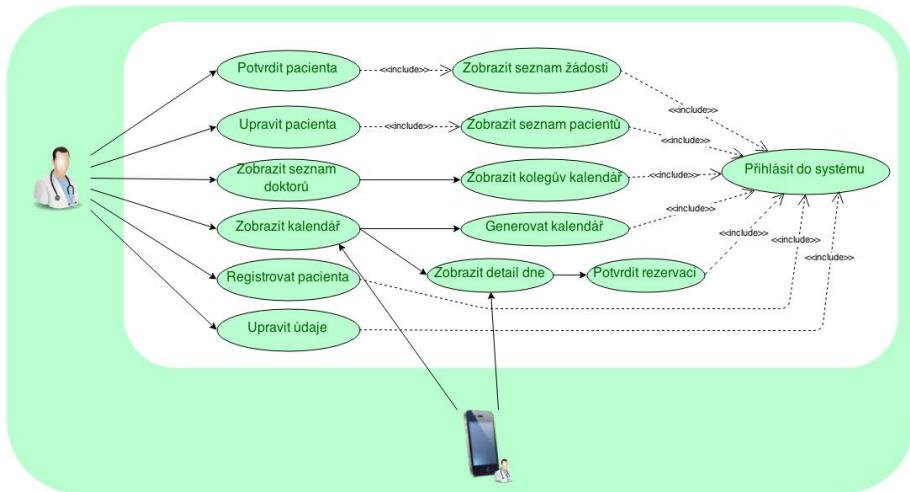 Potvrdit pacienta
<<include>>
Zobrazit seznam žádostí
<<include>>
Upravit pacienta
<<include>>
Zobrazit seznam pacientů
<<include>>
Zobrazit seznam
doktorů
Zobrazit kolegův kalendář
<<include>>
Přihlásit do systému
Zobrazit kalendář
Generovat kalendář
<<include>>
<<include>>
<<include>>
Zobrazit detail dne
Potvrdit rezervaci
<<include>>
Registrovat pacienta
Upravit údaje